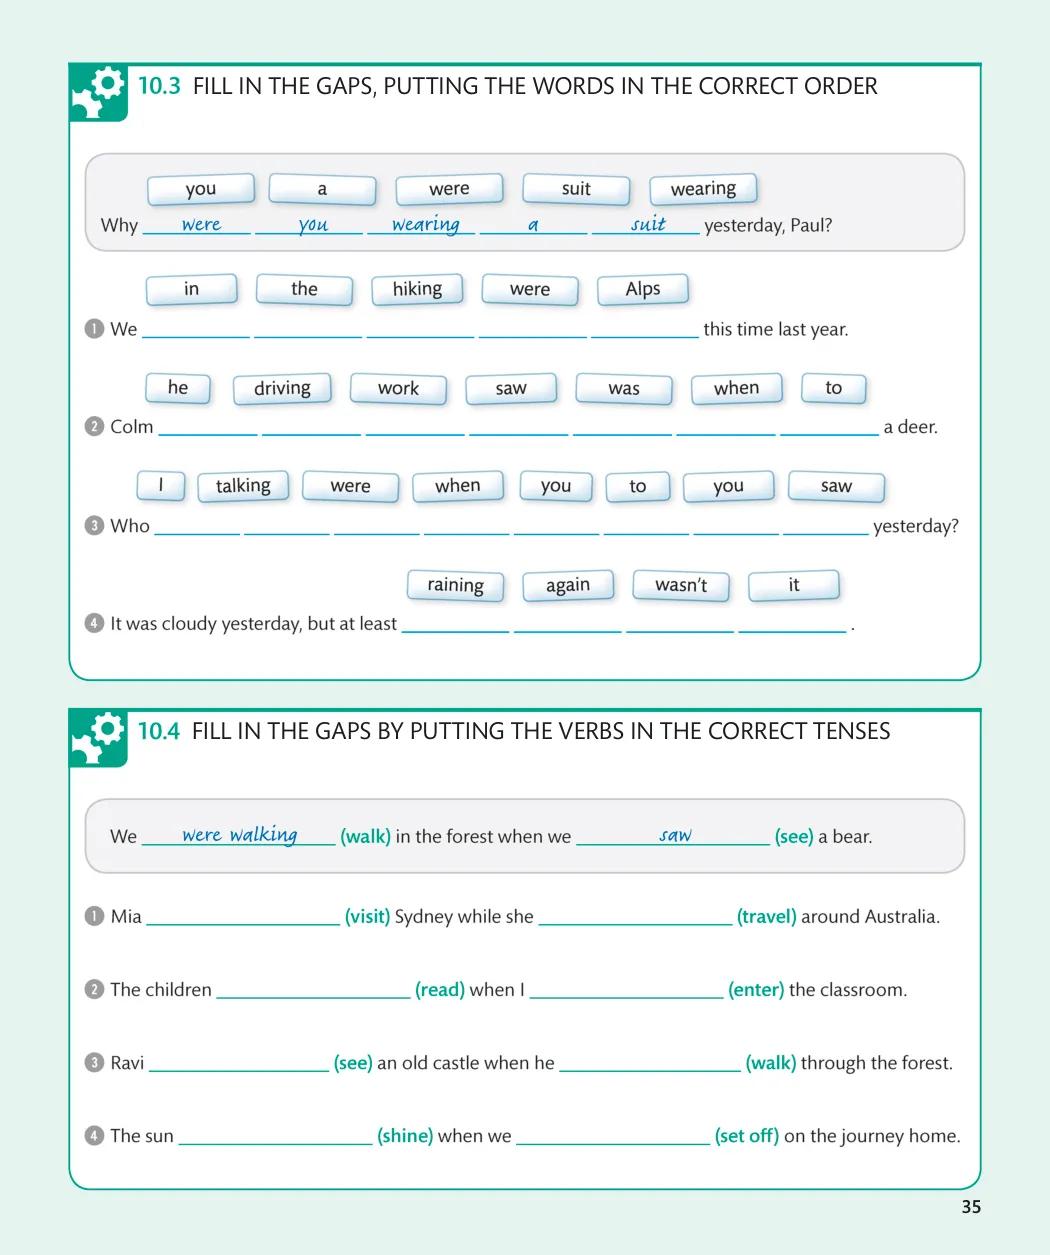 10.3 FILL IN THE GAPS, PUTTING THE WORDS IN THE CORRECT ORDER
you a were suit wearing
Why were you wearing a suit yesterday, Paul?
in the hiking were Alps
1 We this time last year.
he driving work saw was when to
2 Colm a deer.
I talking were when you to you saw
3 Who yesterday?
raining again wasn't it
4 It was cloudy yesterday, but at least .
10.4 FILL IN THE GAPS BY PUTTING THE VERBS IN THE CORRECT TENSES
We were walking (walk) in the forest when we saw (see) a bear.
1 Mia (visit) Sydney while she (travel) around Australia.
2 The children (read) when I (enter) the classroom.
3 Ravi (see) an old castle when he (walk) through the forest.
4 The sun (shine) when we (set off) on the journey home.
35